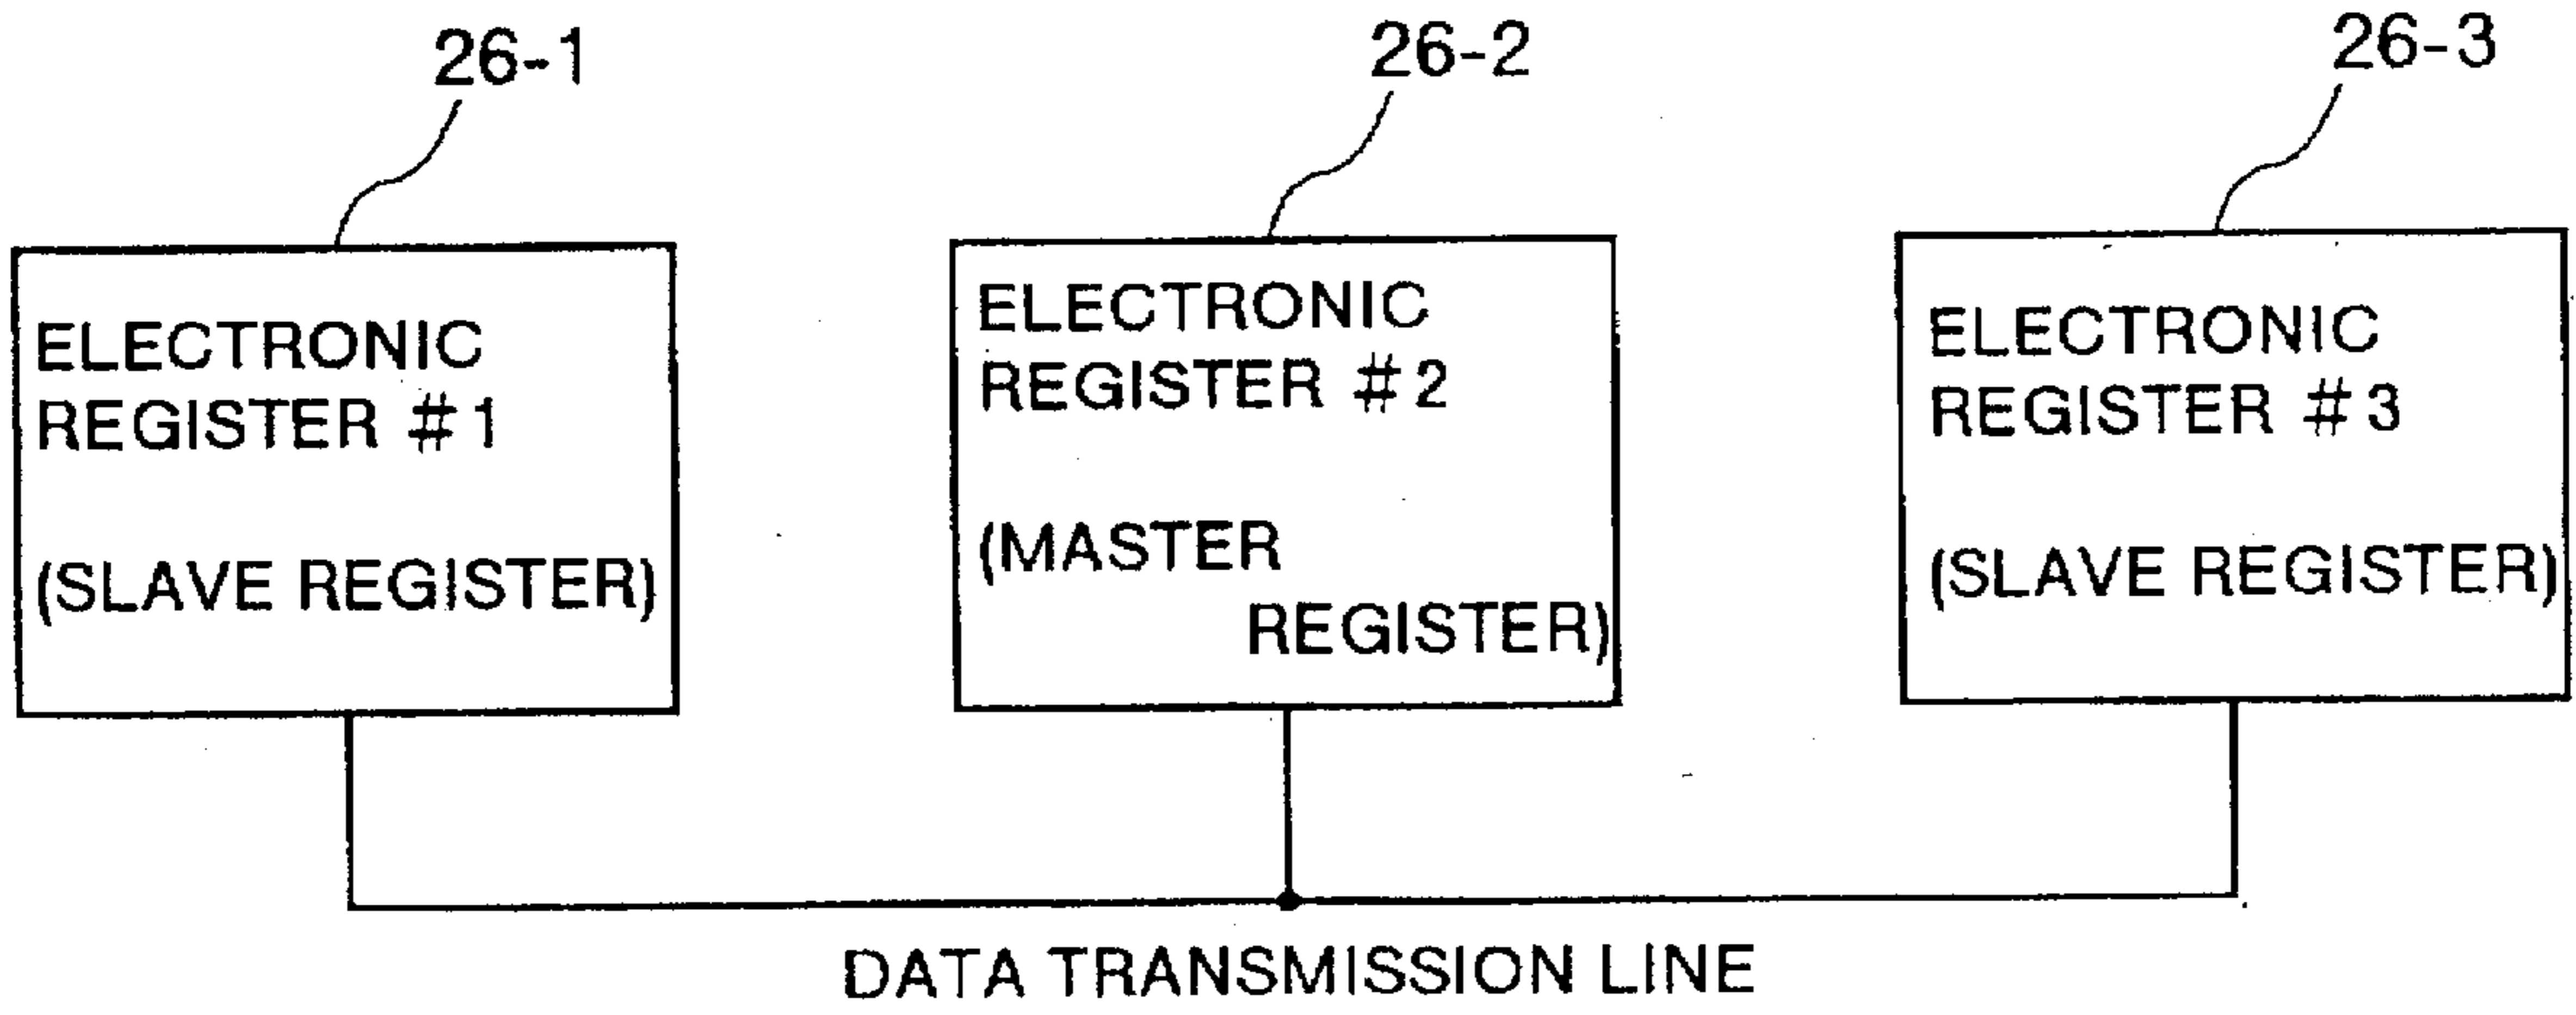 26-1
26-2
26-3
ELECTRONIC
REGISTER #1
(SLAVE REGISTER)
ELECTRONIC
REGISTER #2
(MASTER
REGISTER)
ELECTRONIC
REGISTER #3
(SLAVE REGISTER)
DATA TRANSMISSION LINE